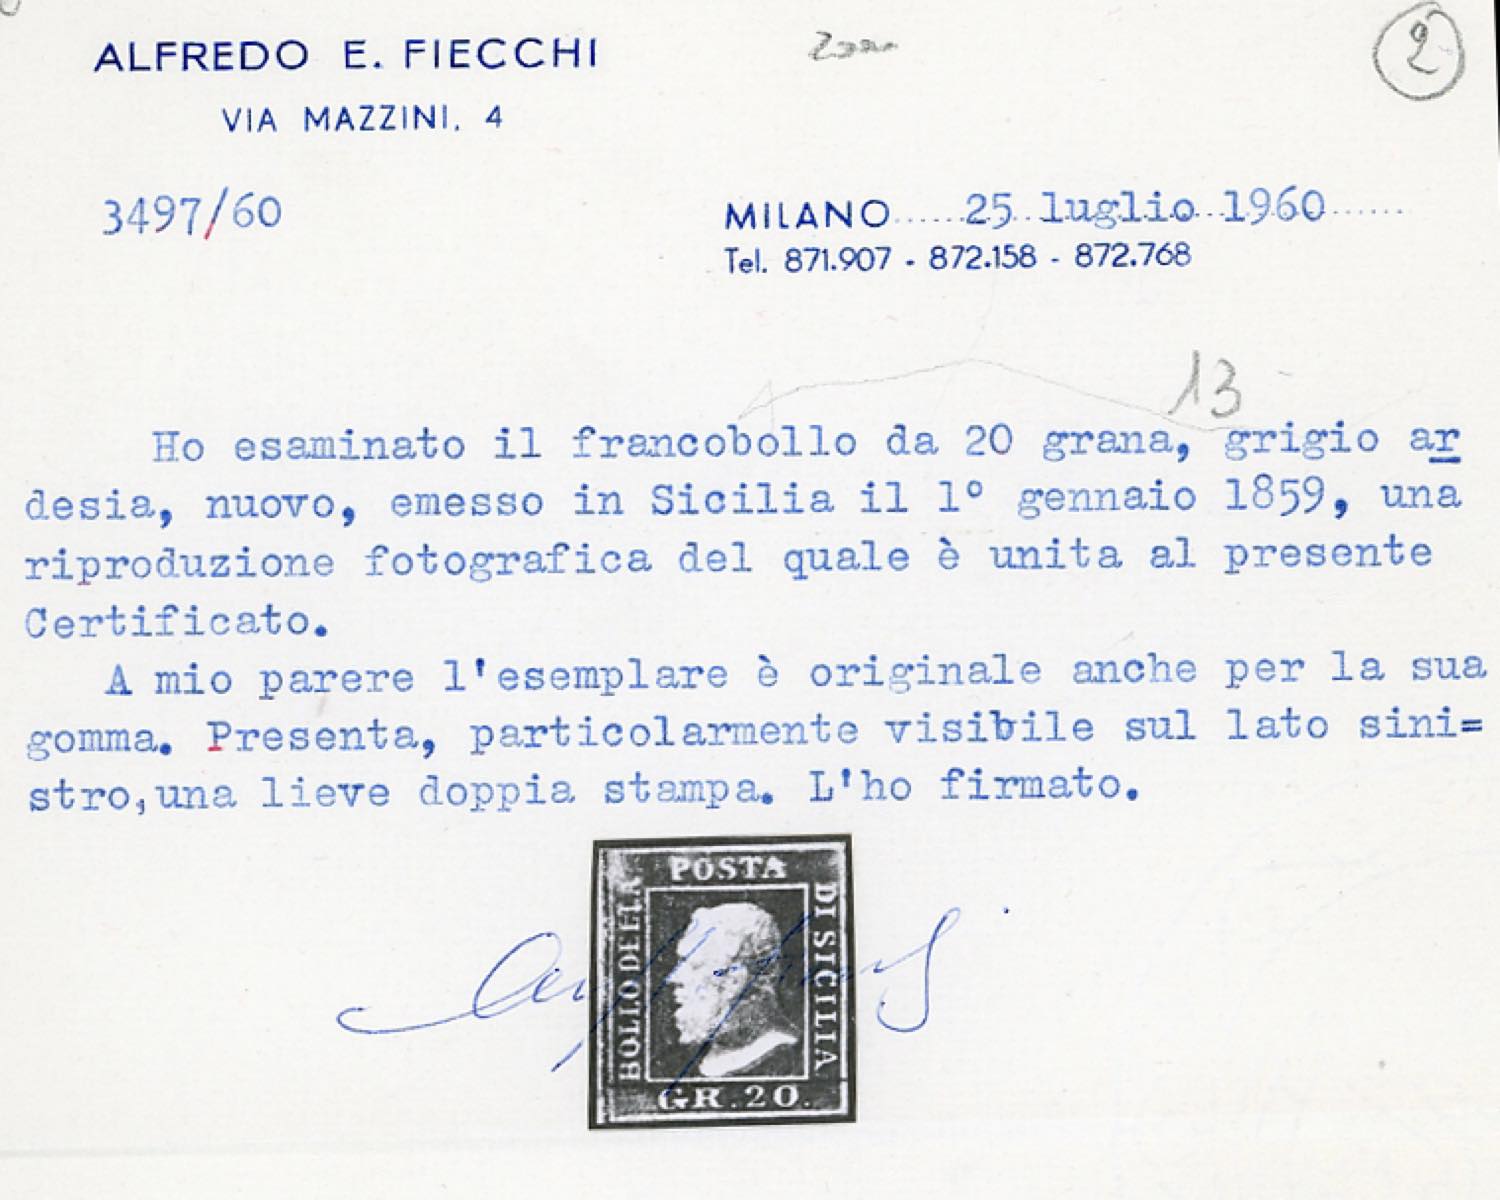 2
ALFREDO E. FIECCHI
VIA MAZZINI, 4
3497/60
MILANO......25 luglio 1960......
Tel. 871.907 - 872.158 - 872.768
13
Ho esaminato il francobollo da 20 grana, grigio ar
desia, nuovo, emesso in Sicilia il 1° gennaio 1859, una
riproduzione fotografica del quale è unita al presente
Certificato.
A mio parere l'esemplare è originale anche per la sua
gomma. Presenta, particolarmente visibile sul lato sini=
stro,una lieve doppia stampa. L'ho firmato.
POSTA
BOLLO DELLA
DI SICILIA
GR.20.